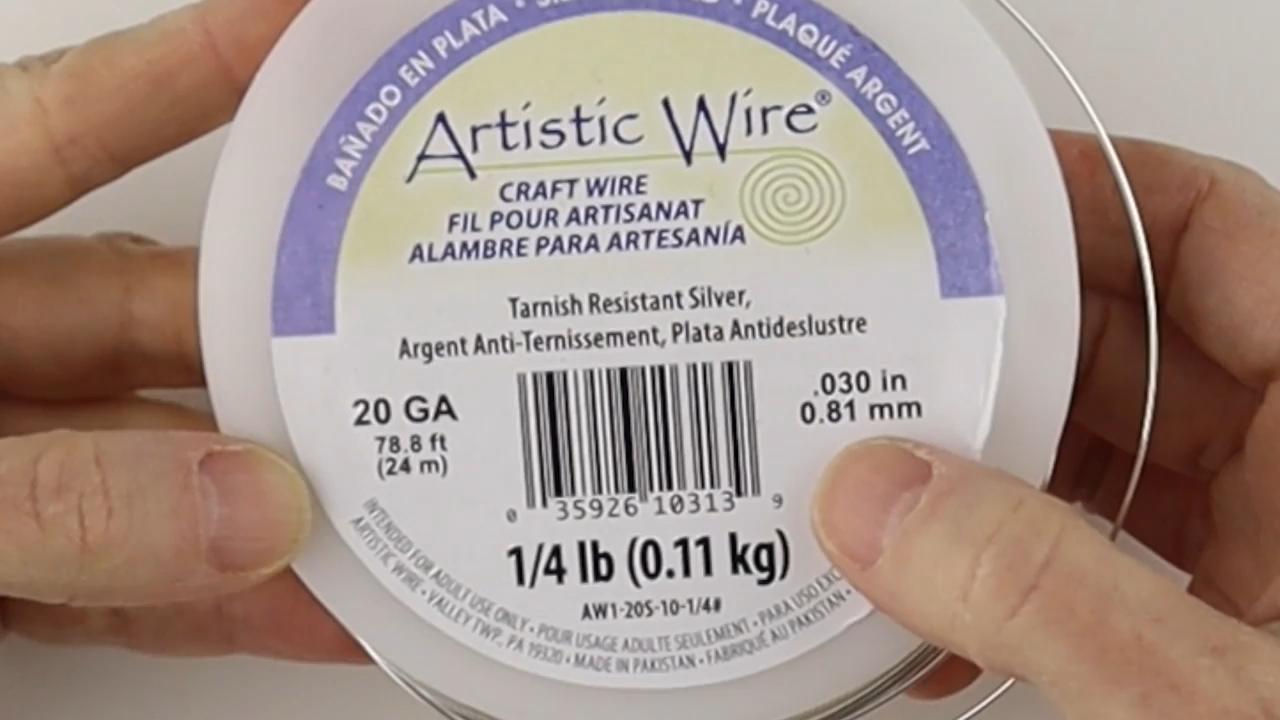 BAÑADO EN PLATA • • PLAQUÉ ARGENT
Artistic Wire®
CRAFT WIRE
FIL POUR ARTISANAT
ALAMBRE PARA ARTESANÍA
Tarnish Resistant Silver,
Argent Anti-Ternissement, Plata Antideslustre
20 GA
78.8 ft
(24 m)
.030 in
0.81 mm
0 35926 10313 9
1/4 lb (0.11 kg)
AW1-20S-10-1/4#
INTENDED FOR ADULT USE ONLY • POUR USAGE ADULTE SEULEMENT • PARA USO
ARTISTIC WIRE • VALLEY TWP., PA 19320 • MADE IN PAKISTAN • FABRIQUÉ AU PAKISTAN •